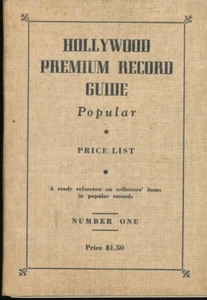 HOLLYWOOD
PREMIUM RECORD
GUIDE
Popular
PRICE LIST
A ready reference on collectors' items
in popular records
NUMBER ONE
Price $1.50